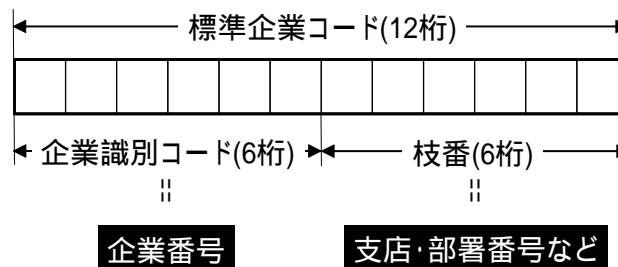 標準企業コード(12桁)
企業識別コード(6桁) 枝番(6桁)
=  =
企業番号 支店・部署番号など